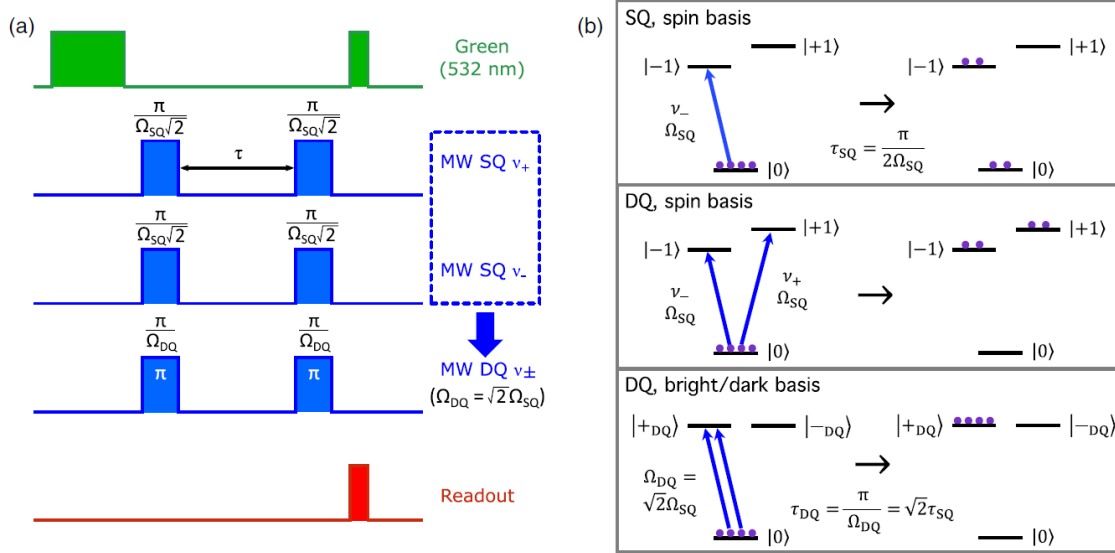 (a)
Green
(532 nm)
π/(Ω_SQ√2) π/(Ω_SQ√2)
τ
MW SQ ν+
π/(Ω_SQ√2) π/(Ω_SQ√2)
MW SQ ν-
π/Ω_DQ π/Ω_DQ
π π
MW DQ ν±
(Ω_DQ = √2Ω_SQ)
Readout
(b)
SQ, spin basis
|+1⟩
|−1⟩
ν−
Ω_SQ
|0⟩
τ_SQ = π/(2Ω_SQ)
|+1⟩
|−1⟩
|0⟩
DQ, spin basis
|+1⟩
|−1⟩
ν−
Ω_SQ
ν+
Ω_SQ
|0⟩
|+1⟩
|−1⟩
|0⟩
DQ, bright/dark basis
|+_DQ⟩ |−_DQ⟩
Ω_DQ =
√2Ω_SQ
|0⟩
τ_DQ = π/Ω_DQ = √2τ_SQ
|+_DQ⟩ |−_DQ⟩
|0⟩